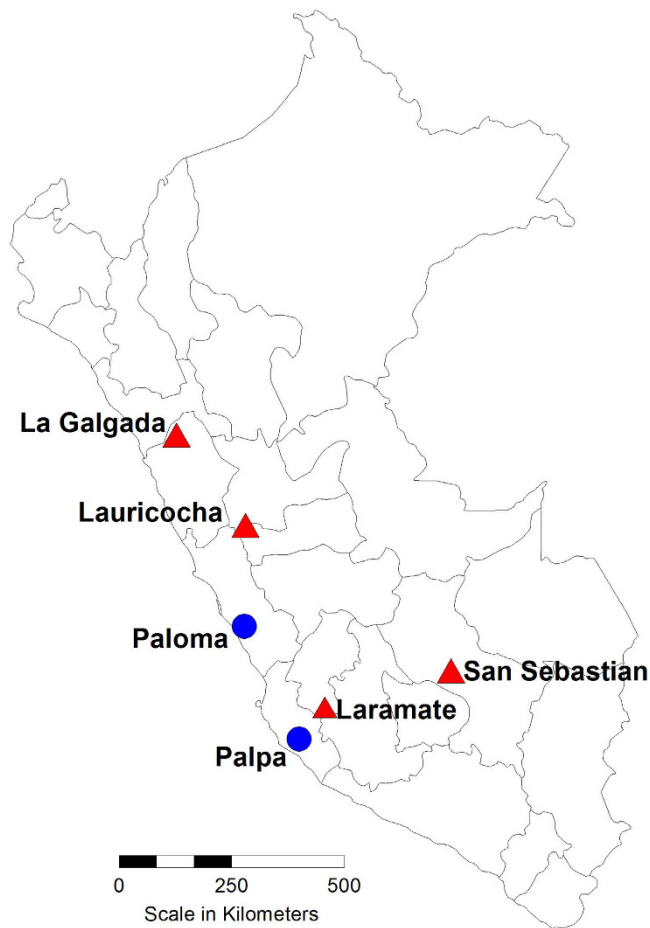 La Galgada
Lauricocha
Paloma
San Sebastian
Laramate
Palpa
0 250 500
Scale in Kilometers